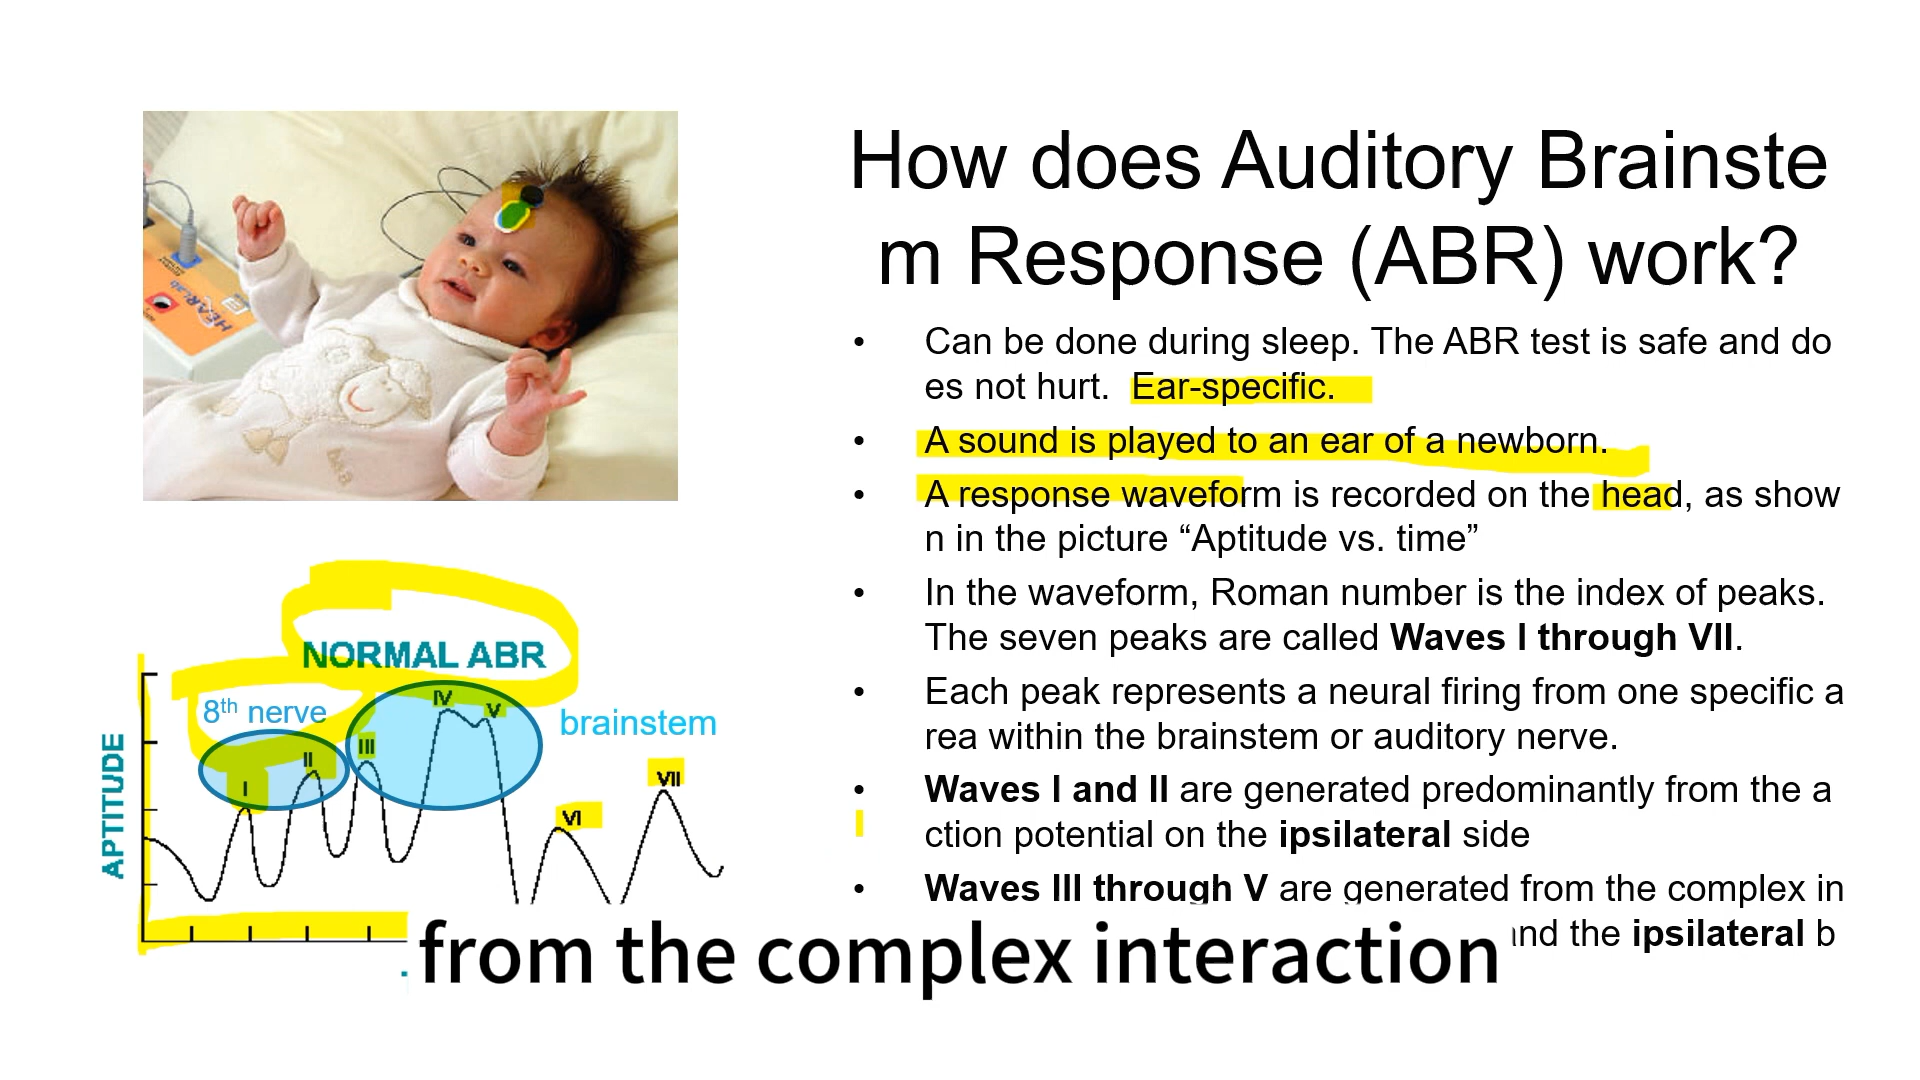 How does Auditory Brainste
m Response (ABR) work?
• Can be done during sleep. The ABR test is safe and do
es not hurt. Ear-specific.
• A sound is played to an ear of a newborn.
• A response waveform is recorded on the head, as show
n in the picture “Aptitude vs. time”
• In the waveform, Roman number is the index of peaks.
The seven peaks are called Waves I through VII.
• Each peak represents a neural firing from one specific a
rea within the brainstem or auditory nerve.
• Waves I and II are generated predominantly from the a
ction potential on the ipsilateral side
• Waves III through V are generated from the complex in
and the ipsilateral b
HEARLab
NORMAL ABR
8th nerve
brainstem
APTITUDE
I
II
III
IV
V
VI
VII
from the complex interaction